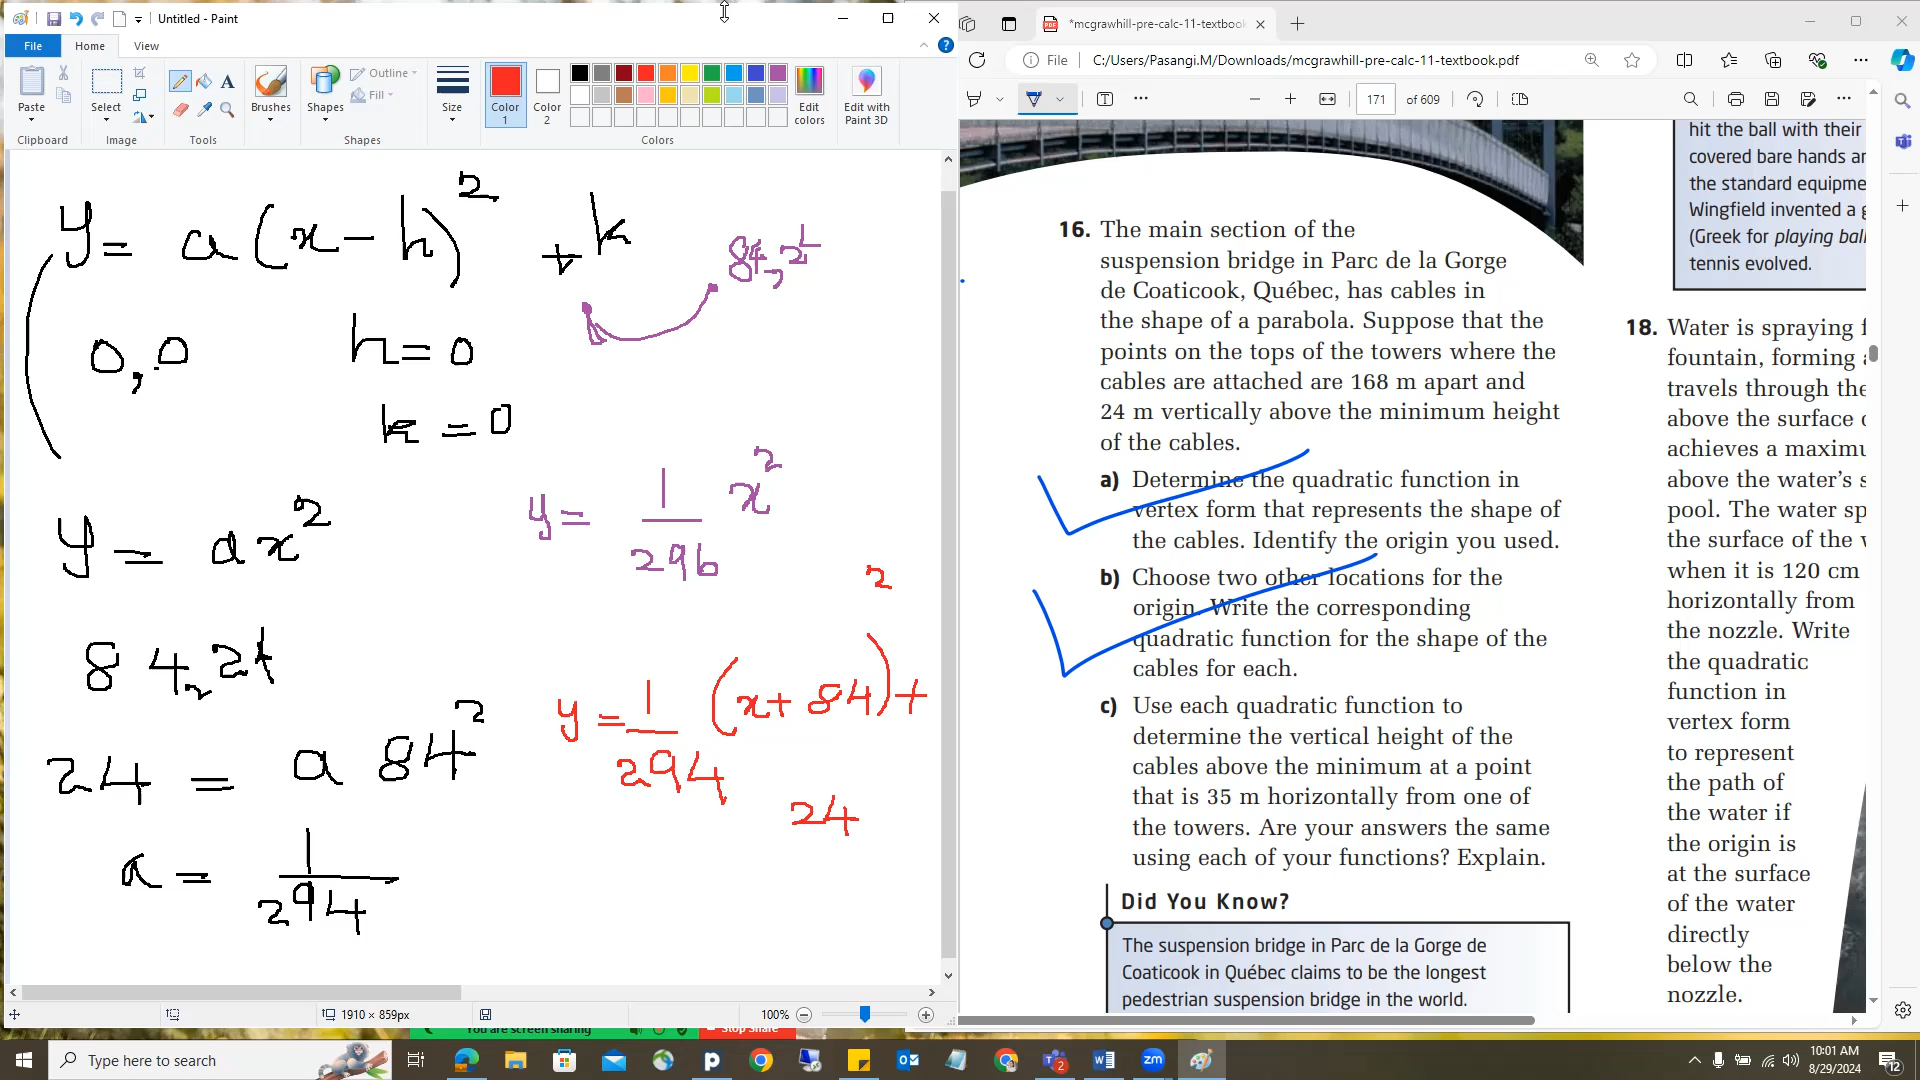 Untitled - Paint
File
Home
View
Paste
Select
A
Brushes
Shapes
Outline
Fill
Size
Color
1
Color
2
Edit
colors
Edit with
Paint 3D
Clipboard
Image
Tools
Shapes
Colors
y = a(x-h)² + k
84, 24
0, 0
h = 0
k = 0
y = 1/296 x²
y = ax²
2
84, 24
y = 1/294 (x + 84) +
24
24 = a 84²
a = 1/294
1910 × 859px
100%
You are screen sharing
Stop Share
*mcgrawhill-pre-calc-11-textbook
File
C:/Users/Pasangi.M/Downloads/mcgrawhill-pre-calc-11-textbook.pdf
171
of 609
16. The main section of the
suspension bridge in Parc de la Gorge
de Coaticook, Québec, has cables in
the shape of a parabola. Suppose that the
points on the tops of the towers where the
cables are attached are 168 m apart and
24 m vertically above the minimum height
of the cables.
a) Determine the quadratic function in
vertex form that represents the shape of
the cables. Identify the origin you used.
b) Choose two other locations for the
origin. Write the corresponding
quadratic function for the shape of the
cables for each.
c) Use each quadratic function to
determine the vertical height of the
cables above the minimum at a point
that is 35 m horizontally from one of
the towers. Are your answers the same
using each of your functions? Explain.
Did You Know?
The suspension bridge in Parc de la Gorge de
Coaticook in Québec claims to be the longest
pedestrian suspension bridge in the world.
hit the ball with their
covered bare hands an
the standard equipme
Wingfield invented a g
(Greek for playing ball
tennis evolved.
18. Water is spraying f
fountain, forming a
travels through the
above the surface o
achieves a maximu
above the water's s
pool. The water sp
the surface of the w
when it is 120 cm
horizontally from
the nozzle. Write
the quadratic
function in
vertex form
to represent
the path of
the water if
the origin is
at the surface
of the water
directly
below the
nozzle.
Type here to search
10:01 AM
8/29/2024
12